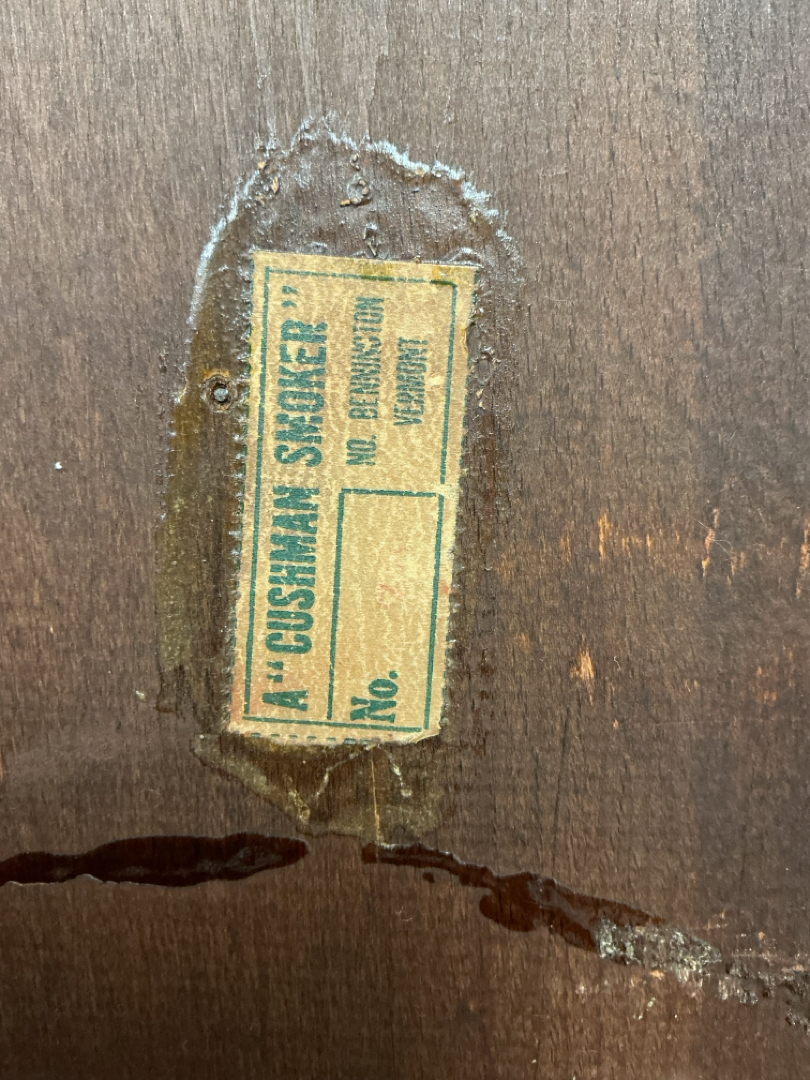 A "CUSHMAN SMOKER"
NO. BENNINGTON
VERMONT
No.